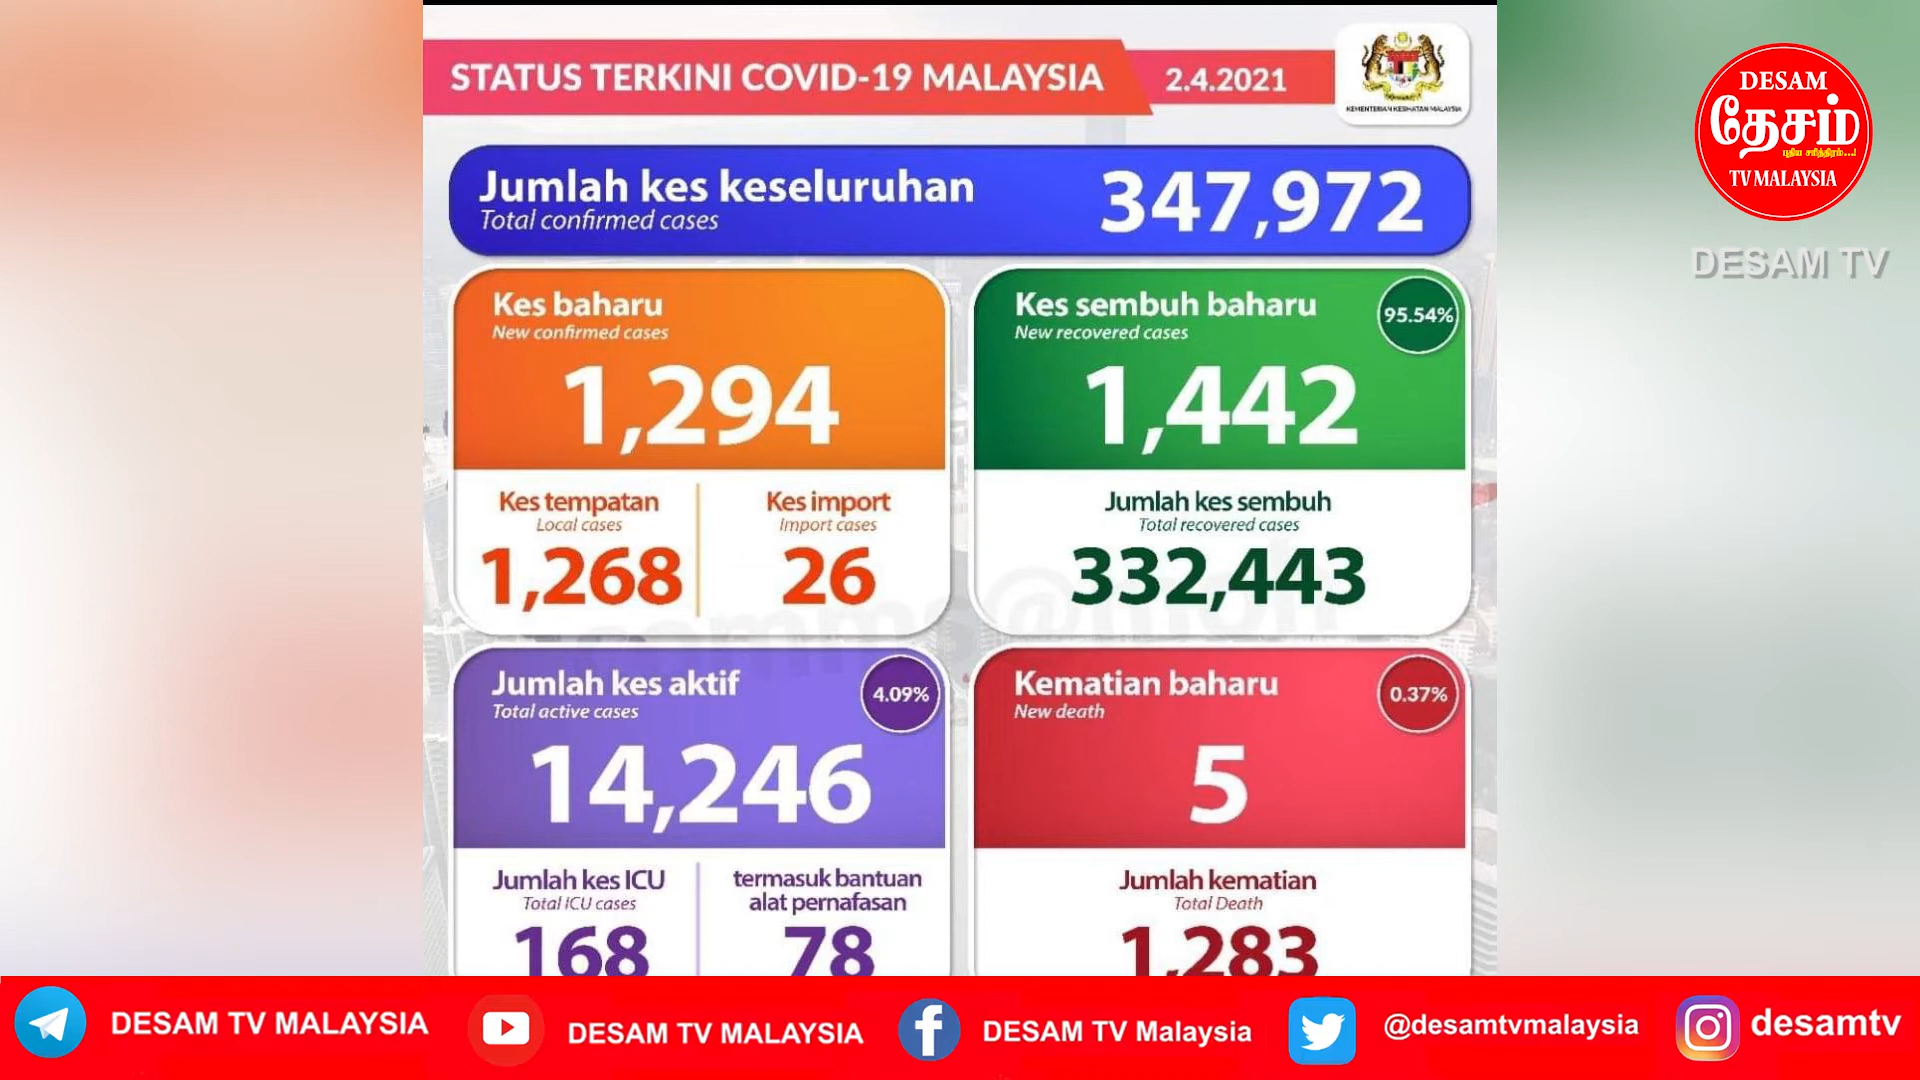 STATUS TERKINI COVID-19 MALAYSIA
2.4.2021
KEMENTERIAN KESIHATAN MALAYSIA
DESAM
தேசம்
புதிய சரித்திரம்...!
TV MALAYSIA
DESAM TV
Jumlah kes keseluruhan
Total confirmed cases
347,972
Kes baharu
New confirmed cases
1,294
Kes tempatan
Local cases
1,268
Kes import
Import cases
26
Kes sembuh baharu
New recovered cases
95.54%
1,442
Jumlah kes sembuh
Total recovered cases
332,443
Jumlah kes aktif
Total active cases
4.09%
14,246
Jumlah kes ICU
Total ICU cases
168
termasuk bantuan
alat pernafasan
78
Kematian baharu
New death
0.37%
5
Jumlah kematian
Total Death
1,283
DESAM TV MALAYSIA
DESAM TV MALAYSIA
DESAM TV Malaysia
@desamtvmalaysia
desamtv